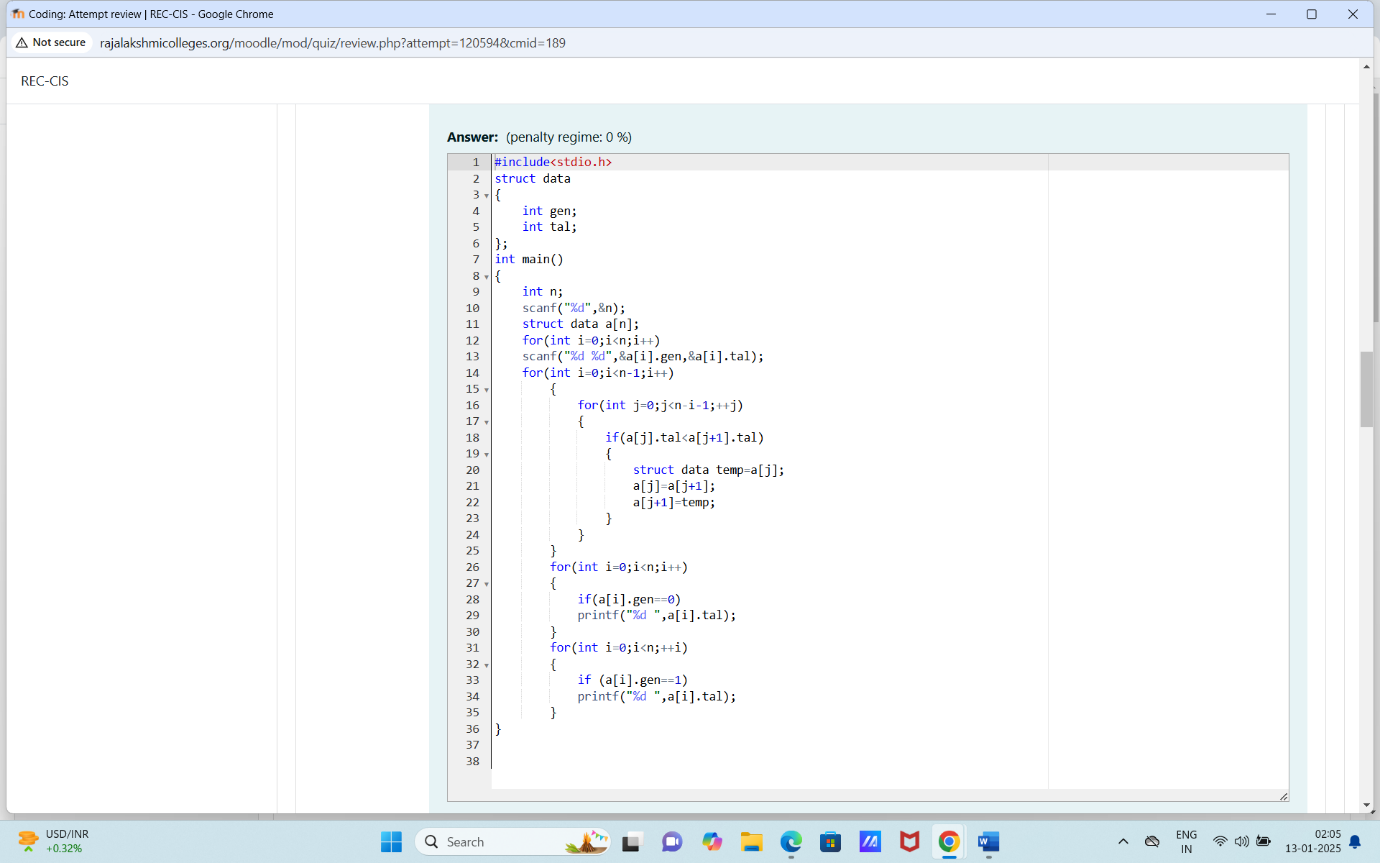 Coding: Attempt review | REC-CIS - Google Chrome
Not secure rajalakshmicolleges.org/moodle/mod/quiz/review.php?attempt=120594&cmid=189
REC-CIS
Answer: (penalty regime: 0 %)
1 #include<stdio.h>
2 struct data
3 {
4 int gen;
5 int tal;
6 };
7 int main()
8 {
9 int n;
10 scanf("%d",&n);
11 struct data a[n];
12 for(int i=0;i<n;i++)
13 scanf("%d %d",&a[i].gen,&a[i].tal);
14 for(int i=0;i<n-1;i++)
15 {
16 for(int j=0;j<n-i-1;++j)
17 {
18 if(a[j].tal<a[j+1].tal)
19 {
20 struct data temp=a[j];
21 a[j]=a[j+1];
22 a[j+1]=temp;
23 }
24 }
25 }
26 for(int i=0;i<n;i++)
27 {
28 if(a[i].gen==0)
29 printf("%d ",a[i].tal);
30 }
31 for(int i=0;i<n;++i)
32 {
33 if (a[i].gen==1)
34 printf("%d ",a[i].tal);
35 }
36 }
37
38
USD/INR
+0.32%
Search
ENG
IN
02:05
13-01-2025